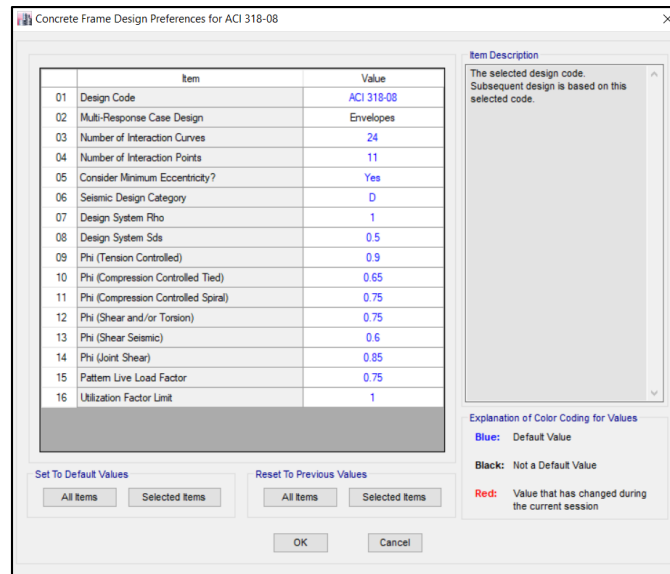 Concrete Frame Design Preferences for ACI 318-08
Item Value
01 Design Code ACI 318-08
02 Multi-Response Case Design Envelopes
03 Number of Interaction Curves 24
04 Number of Interaction Points 11
05 Consider Minimum Eccentricity? Yes
06 Seismic Design Category D
07 Design System Rho 1
08 Design System Sds 0.5
09 Phi (Tension Controlled) 0.9
10 Phi (Compression Controlled Tied) 0.65
11 Phi (Compression Controlled Spiral) 0.75
12 Phi (Shear and/or Torsion) 0.75
13 Phi (Shear Seismic) 0.6
14 Phi (Joint Shear) 0.85
15 Pattern Live Load Factor 0.75
16 Utilization Factor Limit 1
Item Description
The selected design code.
Subsequent design is based on this
selected code.
Explanation of Color Coding for Values
Blue: Default Value
Black: Not a Default Value
Red: Value that has changed during
the current session
Set To Default Values
All Items Selected Items
Reset To Previous Values
All Items Selected Items
OK Cancel